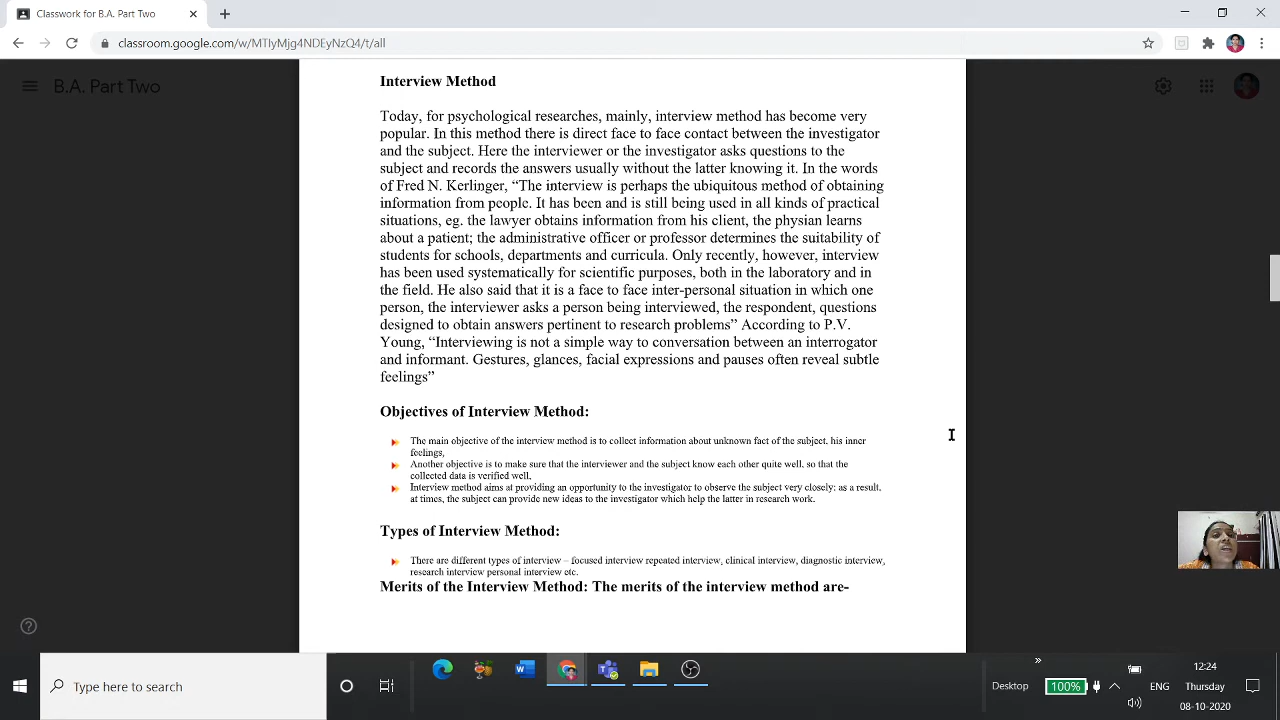 Classwork for B.A. Part Two
classroom.google.com/w/MTIyMjg4NDEyNzQ4/t/all
B.A. Part Two
Interview Method
Today, for psychological researches, mainly, interview method has become very
popular. In this method there is direct face to face contact between the investigator
and the subject. Here the interviewer or the investigator asks questions to the
subject and records the answers usually without the latter knowing it. In the words
of Fred N. Kerlinger, “The interview is perhaps the ubiquitous method of obtaining
information from people. It has been and is still being used in all kinds of practical
situations, eg. the lawyer obtains information from his client, the physian learns
about a patient; the administrative officer or professor determines the suitability of
students for schools, departments and curricula. Only recently, however, interview
has been used systematically for scientific purposes, both in the laboratory and in
the field. He also said that it is a face to face inter-personal situation in which one
person, the interviewer asks a person being interviewed, the respondent, questions
designed to obtain answers pertinent to research problems” According to P.V.
Young, “Interviewing is not a simple way to conversation between an interrogator
and informant. Gestures, glances, facial expressions and pauses often reveal subtle
feelings”
Objectives of Interview Method:
The main objective of the interview method is to collect information about unknown fact of the subject, his inner
feelings,
Another objective is to make sure that the interviewer and the subject know each other quite well, so that the
collected data is verified well,
Interview method aims at providing an opportunity to the investigator to observe the subject very closely; as a result,
at times, the subject can provide new ideas to the investigator which help the latter in research work.
Types of Interview Method:
There are different types of interview – focused interview repeated interview, clinical interview, diagnostic interview,
research interview personal interview etc.
Merits of the Interview Method: The merits of the interview method are-
Type here to search
Desktop
100%
ENG
12:24
Thursday
08-10-2020